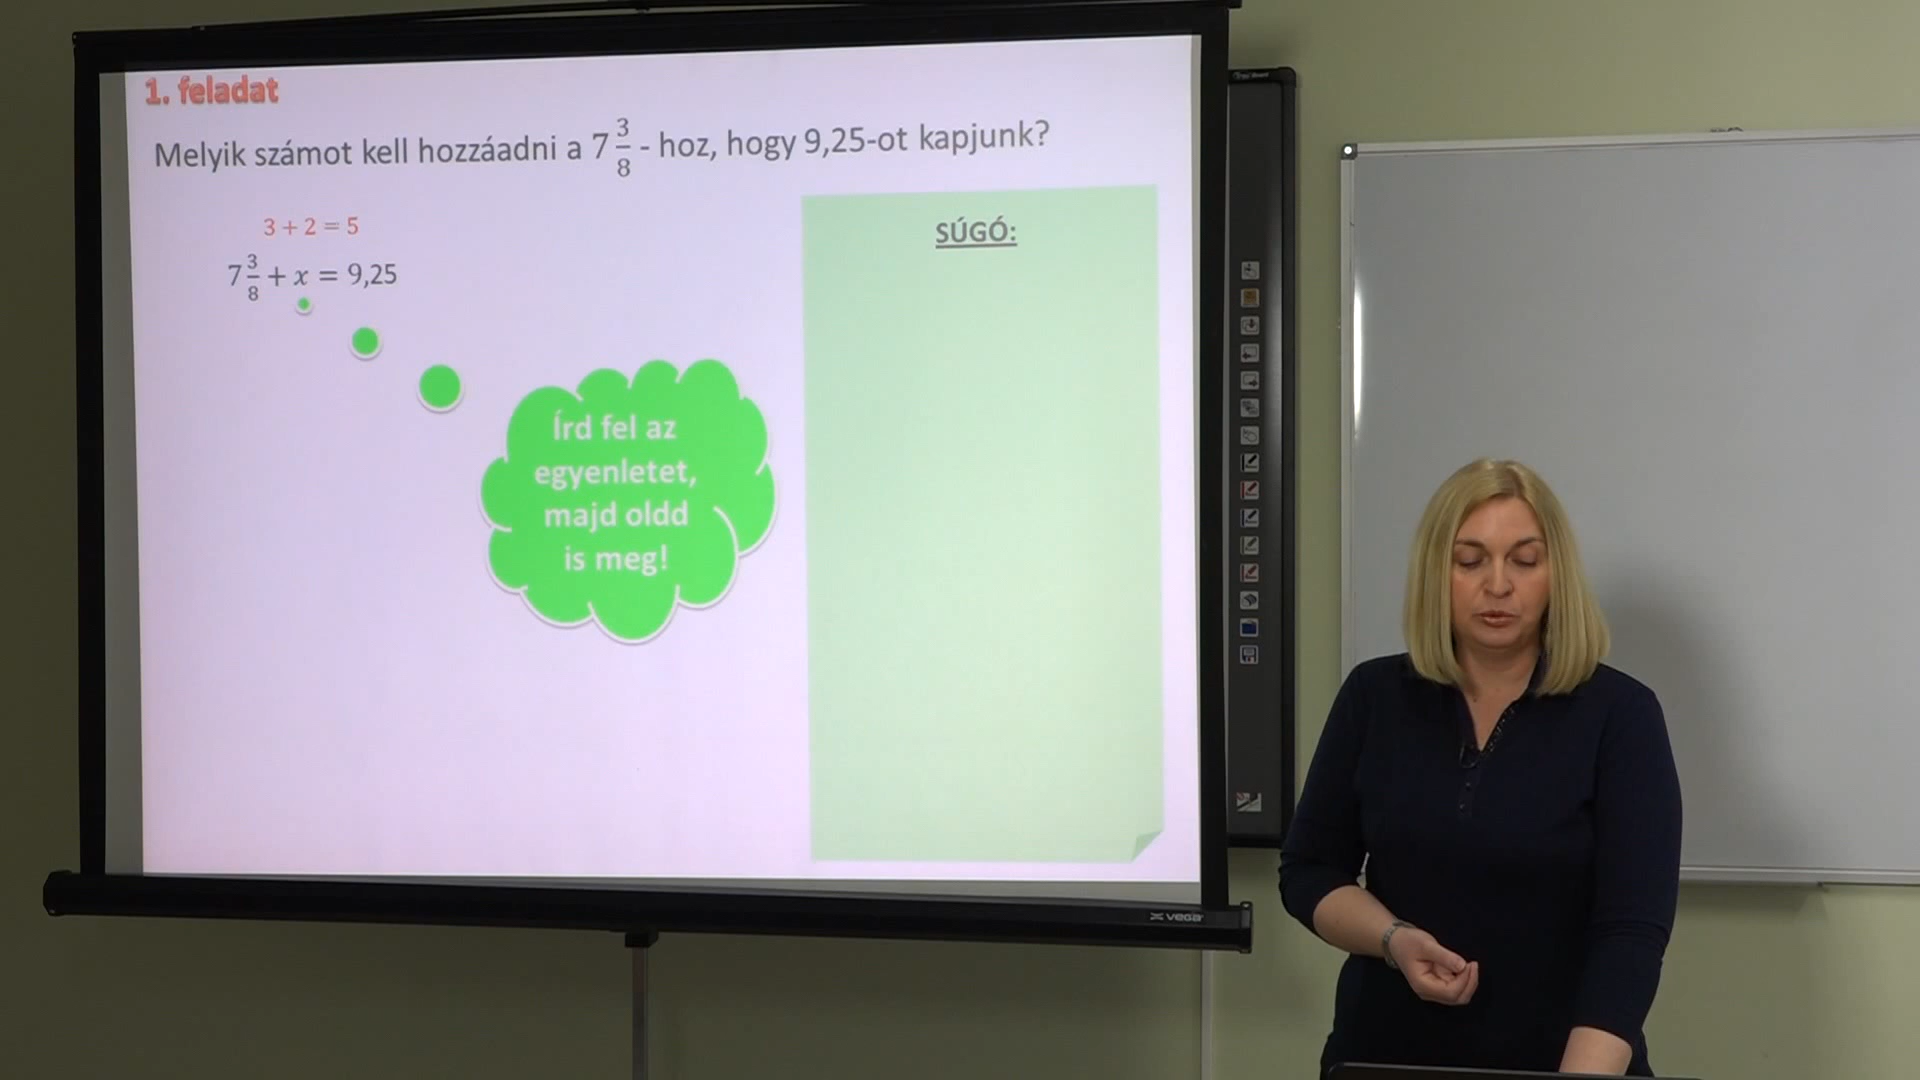 1. feladat
Melyik számot kell hozzáadni a 7 3/8 - hoz, hogy 9,25-ot kapjunk?
3 + 2 = 5
7 3/8 + x = 9,25
Írd fel az
egyenletet,
majd oldd
is meg!
SÚGÓ:
vega